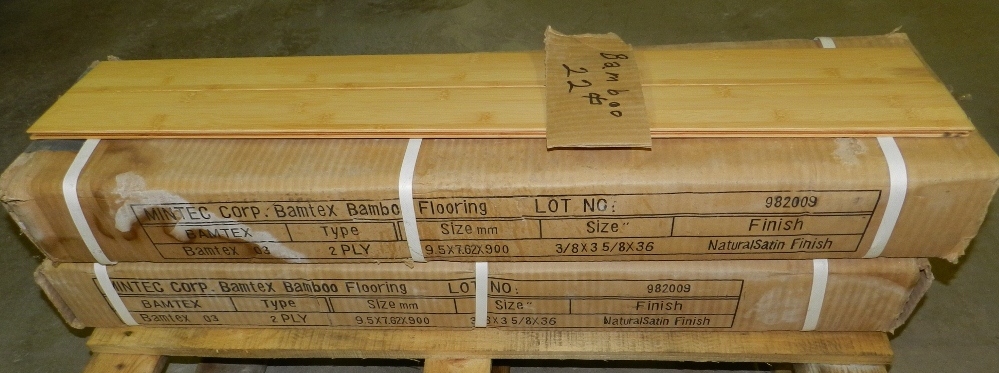 Bamboo
22¢
MINTEC Corp. Bamtex Bamboo Flooring LOT NO: 982009
BAMTEX Type Size mm Size" Finish
Bamtex 03 2 PLY 9.5X7.62X900 3/8X3 5/8X36 NaturalSatin Finish
MINTEC Corp. Bamtex Bamboo Flooring LOT NO: 982009
BAMTEX Type Size mm Size" Finish
Bamtex 03 2 PLY 9.5X7.62X900 3/8X3 5/8X36 NaturalSatin Finish